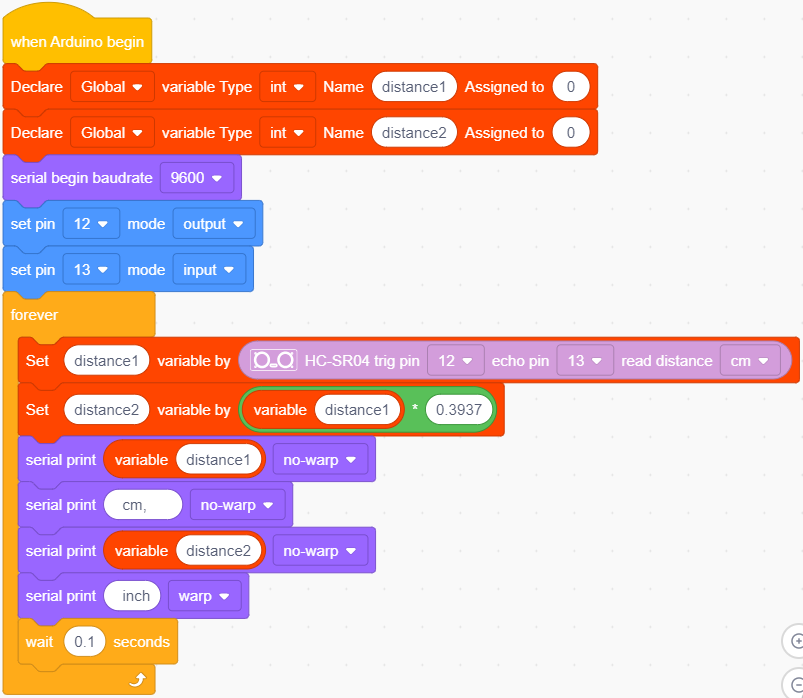 when Arduino begin
Declare Global variable Type int Name distance1 Assigned to 0
Declare Global variable Type int Name distance2 Assigned to 0
serial begin baudrate 9600
set pin 12 mode output
set pin 13 mode input
forever
Set distance1 variable by HC-SR04 trig pin 12 echo pin 13 read distance cm
Set distance2 variable by variable distance1 * 0.3937
serial print variable distance1 no-warp
serial print cm, no-warp
serial print variable distance2 no-warp
serial print inch warp
wait 0.1 seconds